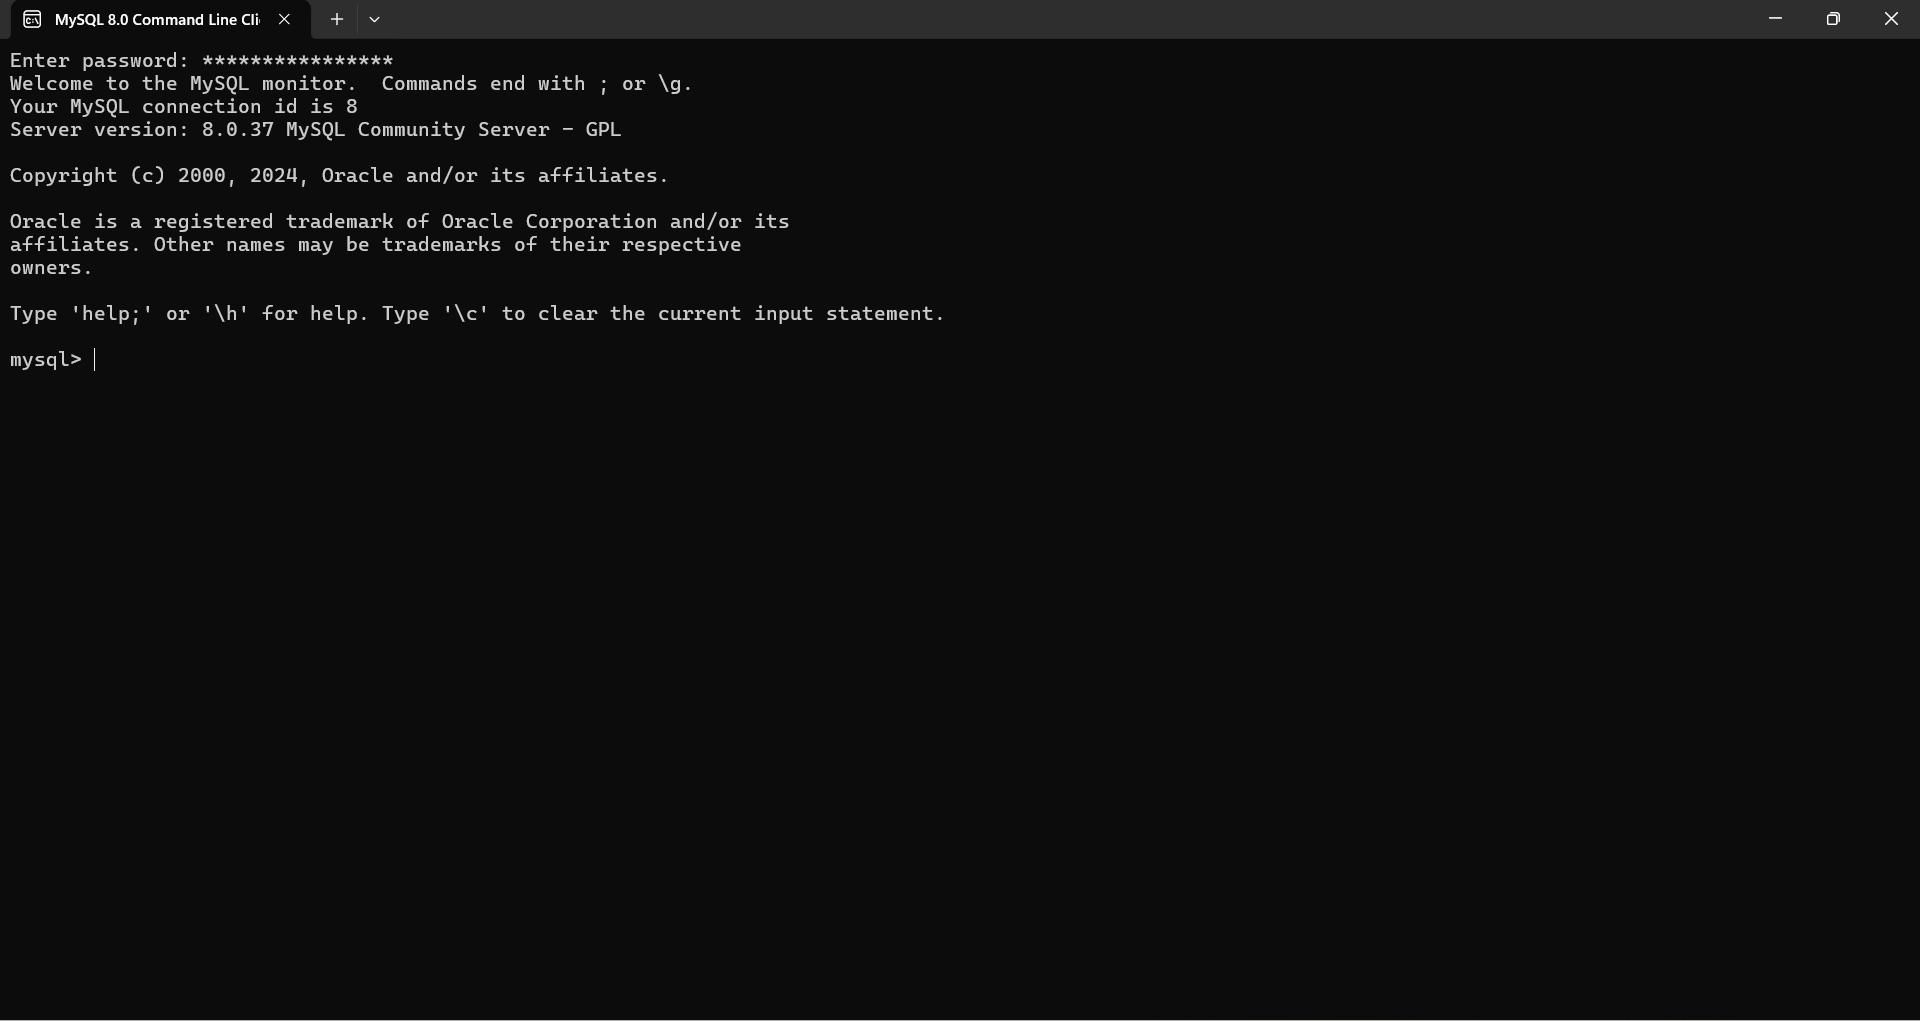 MySQL 8.0 Command Line Cli
Enter password: ****************
Welcome to the MySQL monitor.  Commands end with ; or \g.
Your MySQL connection id is 8
Server version: 8.0.37 MySQL Community Server - GPL
Copyright (c) 2000, 2024, Oracle and/or its affiliates.
Oracle is a registered trademark of Oracle Corporation and/or its
affiliates. Other names may be trademarks of their respective
owners.
Type 'help;' or '\h' for help. Type '\c' to clear the current input statement.
mysql>